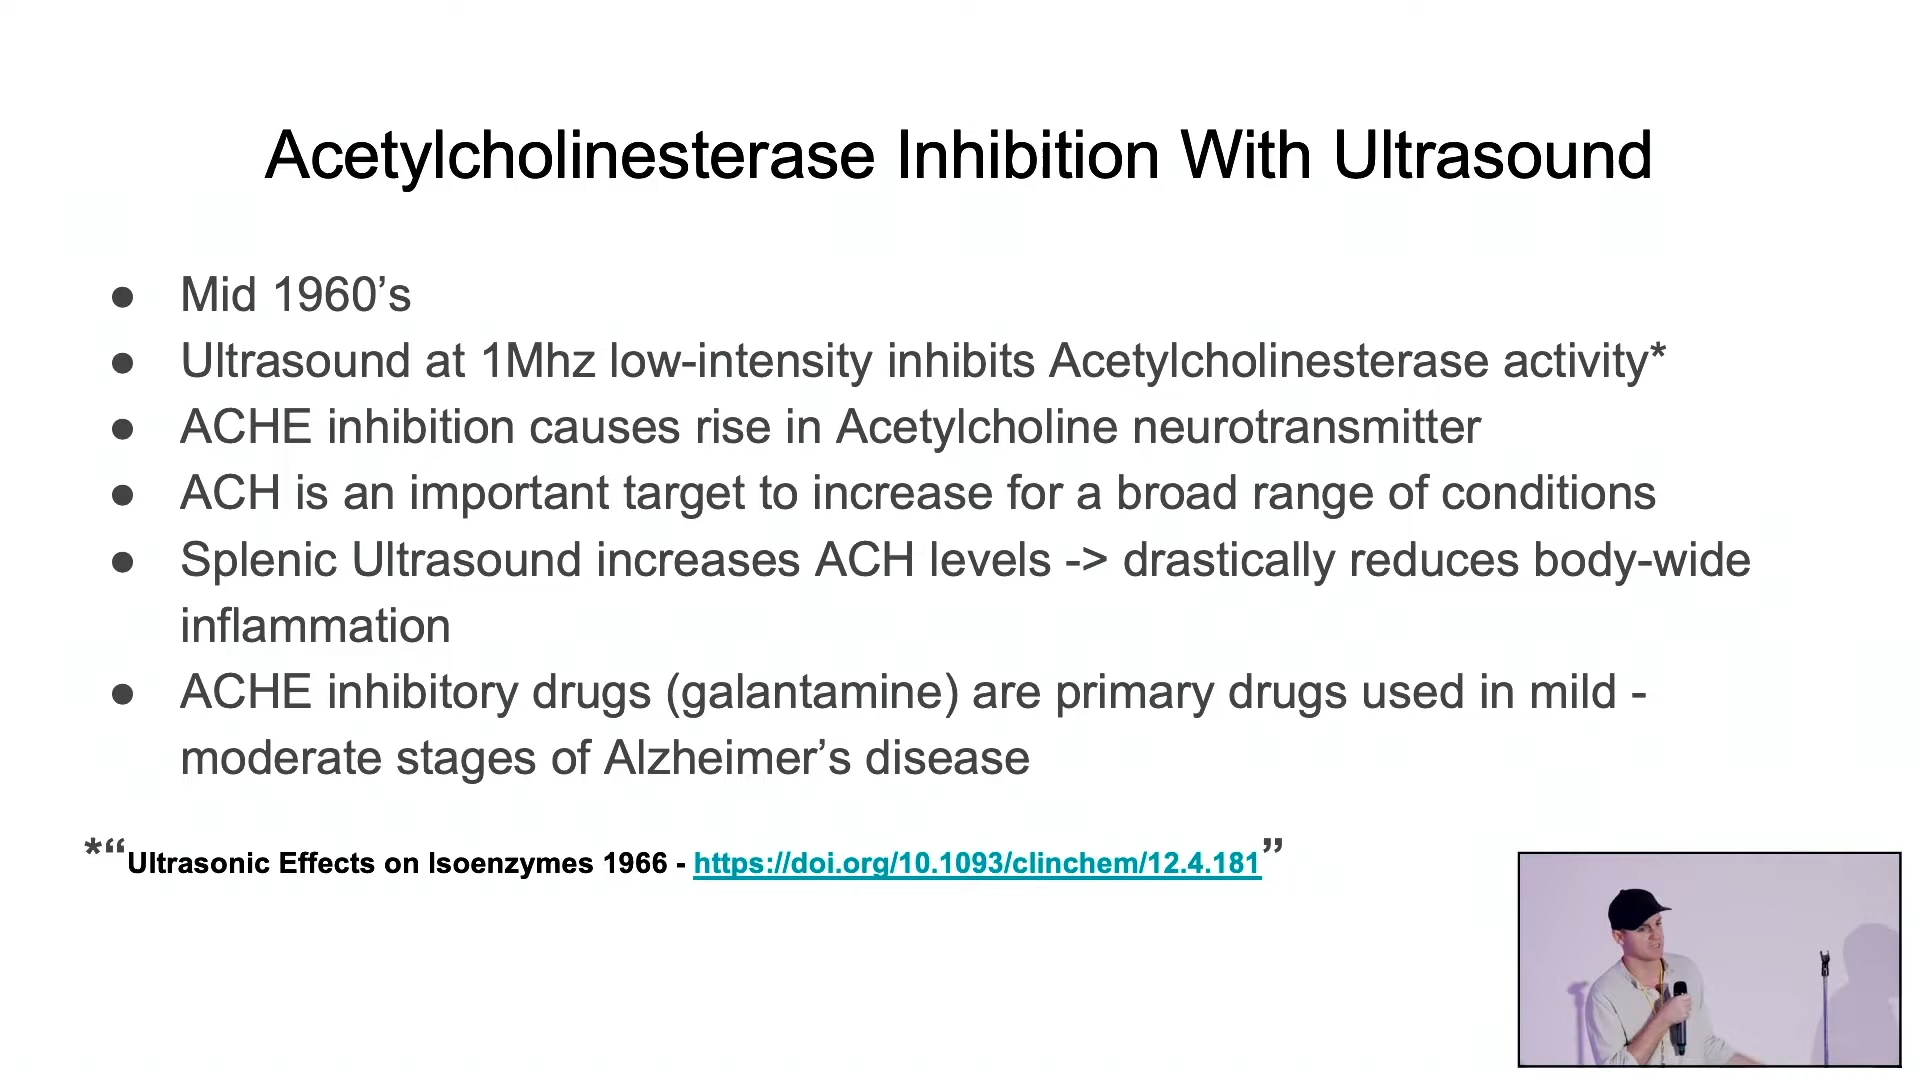 Acetylcholinesterase Inhibition With Ultrasound
● Mid 1960’s
● Ultrasound at 1Mhz low-intensity inhibits Acetylcholinesterase activity*
● ACHE inhibition causes rise in Acetylcholine neurotransmitter
● ACH is an important target to increase for a broad range of conditions
● Splenic Ultrasound increases ACH levels -> drastically reduces body-wide
inflammation
● ACHE inhibitory drugs (galantamine) are primary drugs used in mild -
moderate stages of Alzheimer’s disease
*“Ultrasonic Effects on Isoenzymes 1966 - https://doi.org/10.1093/clinchem/12.4.181”